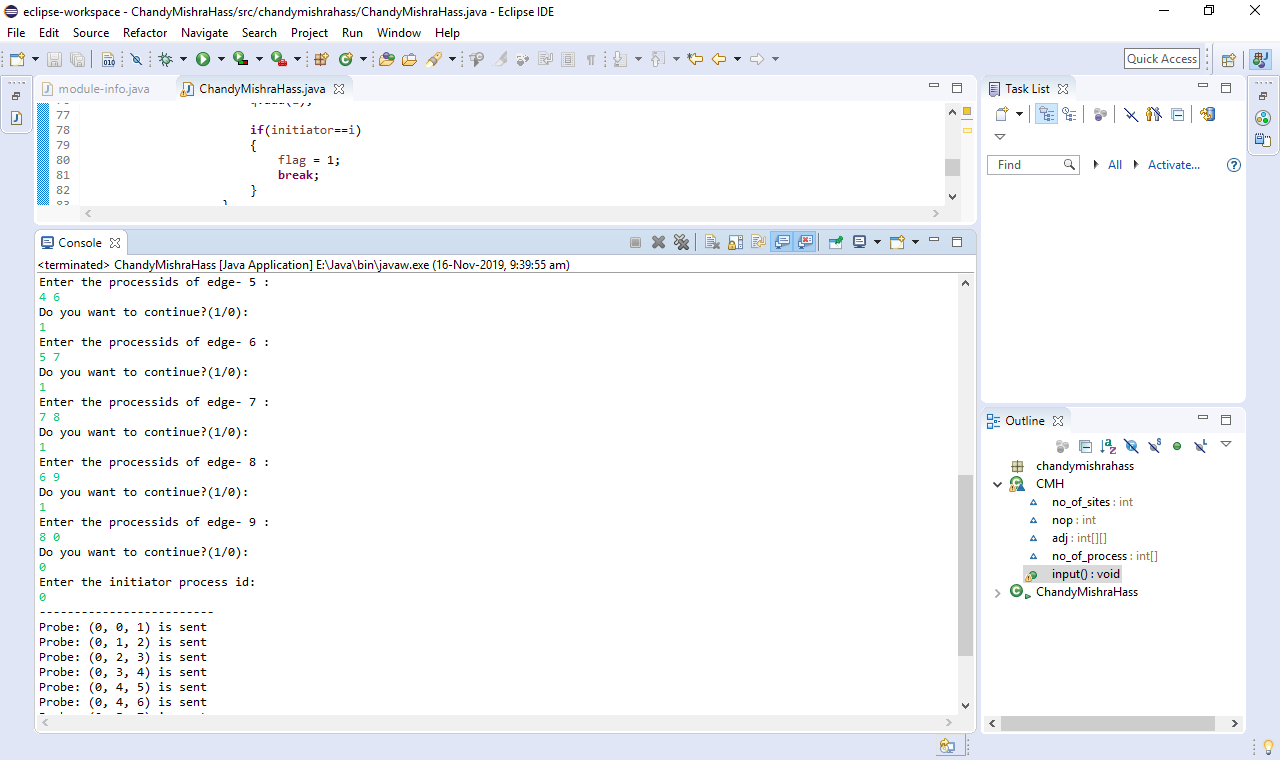 eclipse-workspace - ChandyMishraHass/src/chandymishrahass/ChandyMishraHass.java - Eclipse IDE
File Edit Source Refactor Navigate Search Project Run Window Help
Quick Access
module-info.java
ChandyMishraHass.java
77
78 if(initiator==i)
79 {
80 flag = 1;
81 break;
82 }
Console
<terminated> ChandyMishraHass [Java Application] E:\Java\bin\javaw.exe (16-Nov-2019, 9:39:55 am)
Enter the processids of edge- 5 :
4 6
Do you want to continue?(1/0):
1
Enter the processids of edge- 6 :
5 7
Do you want to continue?(1/0):
1
Enter the processids of edge- 7 :
7 8
Do you want to continue?(1/0):
1
Enter the processids of edge- 8 :
6 9
Do you want to continue?(1/0):
1
Enter the processids of edge- 9 :
8 0
Do you want to continue?(1/0):
0
Enter the initiator process id:
0
-------------------------
Probe: (0, 0, 1) is sent
Probe: (0, 1, 2) is sent
Probe: (0, 2, 3) is sent
Probe: (0, 3, 4) is sent
Probe: (0, 4, 5) is sent
Probe: (0, 4, 6) is sent
Task List
Find
All
Activate...
Outline
chandymishrahass
CMH
no_of_sites : int
nop : int
adj : int[][]
no_of_process : int[]
input() : void
ChandyMishraHass